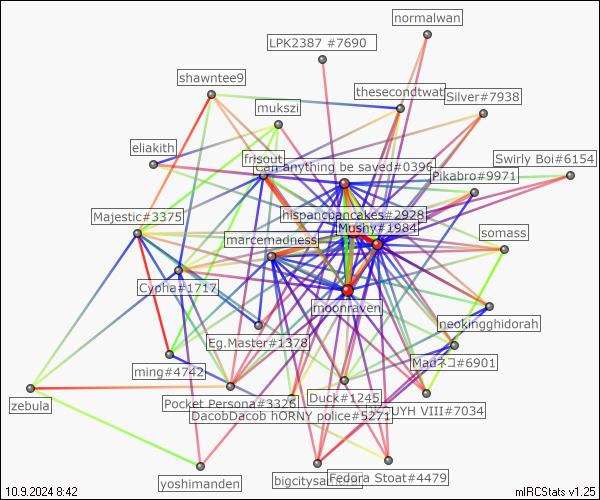 normalwan
LPK2387 #7690
shawntee9
thesecondtwat
Silver#7938
mukszi
eliakith
frisout
Can anything be saved#0396
Swirly Boi#6154
Pikabro#9971
Majestic#3375
hispancpancakes#2928
Mushy#1984
somass
marcemadness
Cypha#1717
moonraven
neokingghidorah
Eg.Master#1378
Madネコ#6901
ming#4742
zebula
Pocket Persona#3326
Duck#1245
UYH VIII#7034
DacobDacob hORNY police#5271
yoshimanden
bigcitysa
Fedora Stoat#4479
10.9.2024 8:42
mIRCStats v1.25